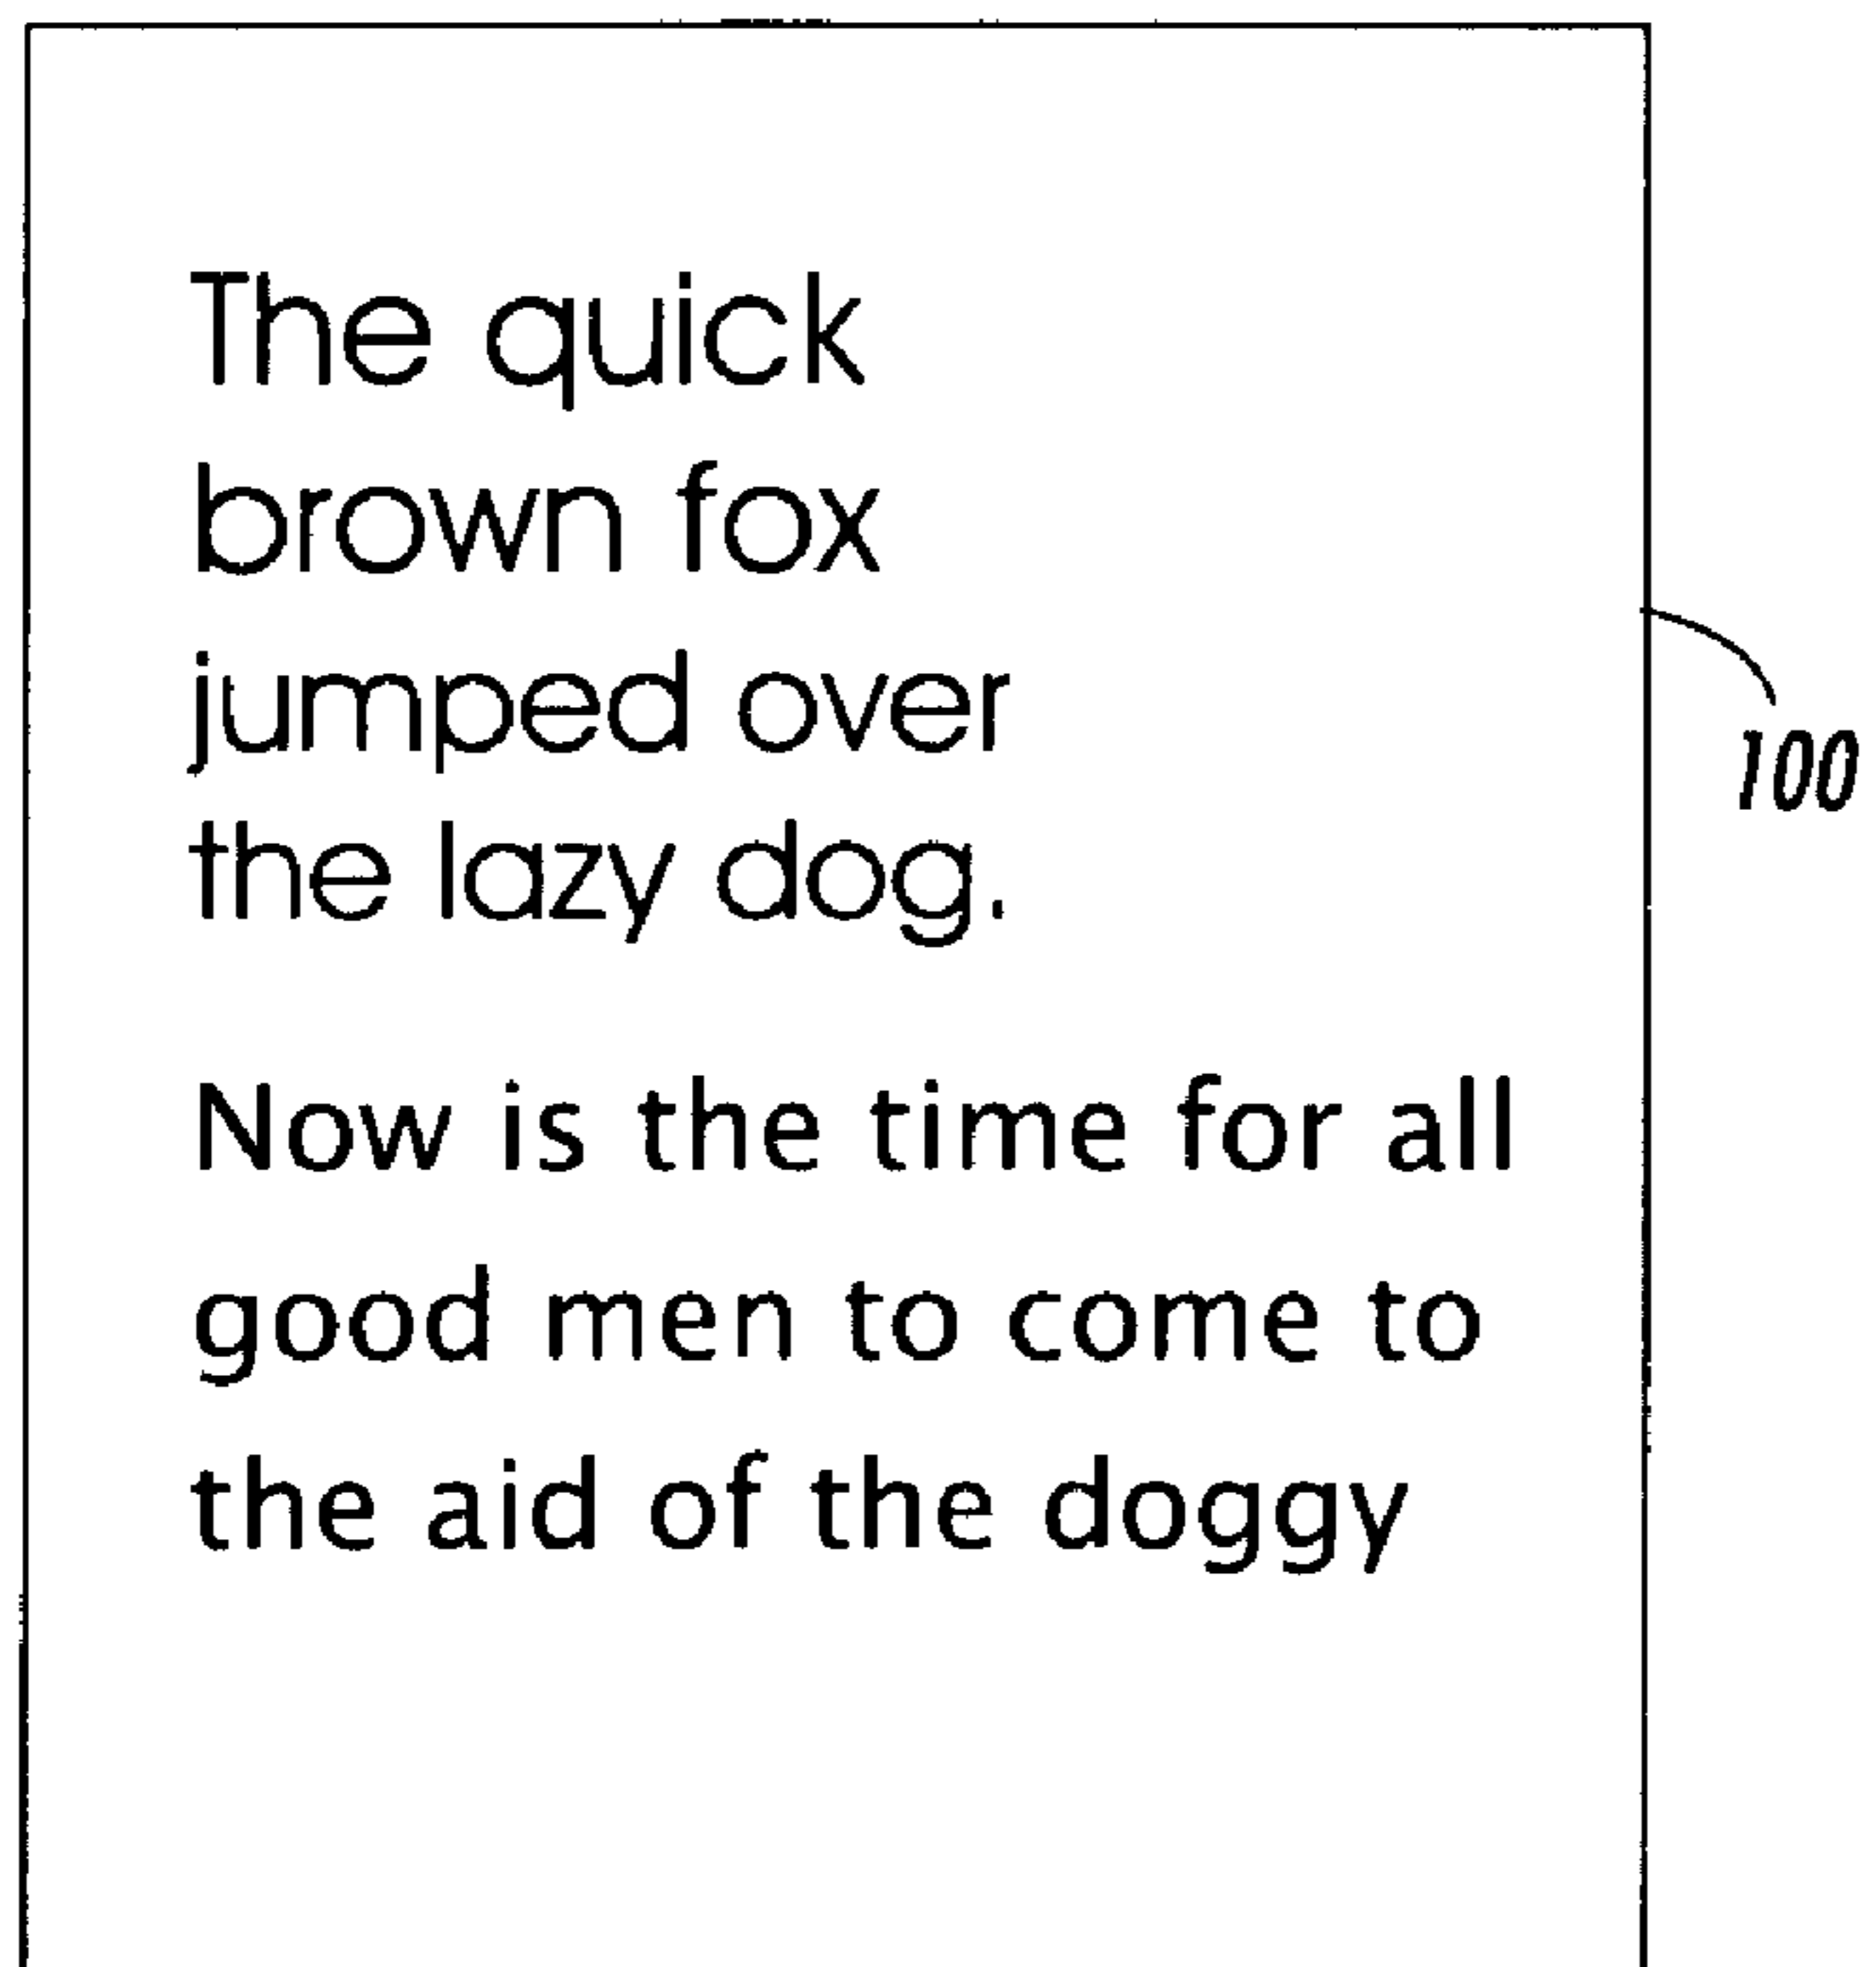 The quick
brown fox
jumped over
the lazy dog.
Now is the time for all
good men to come to
the aid of the doggy
100